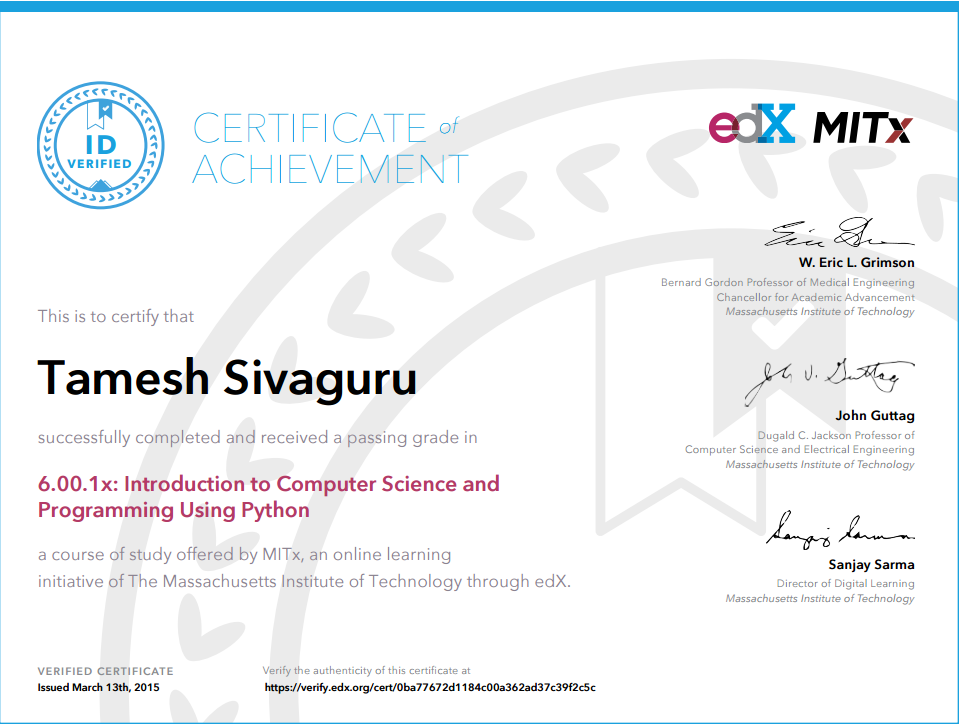 ID
VERIFIED
CERTIFICATE of
ACHIEVEMENT
edX MITx
W. Eric L. Grimson
Bernard Gordon Professor of Medical Engineering
Chancellor for Academic Advancement
Massachusetts Institute of Technology
This is to certify that
Tamesh Sivaguru
successfully completed and received a passing grade in
6.00.1x: Introduction to Computer Science and
Programming Using Python
a course of study offered by MITx, an online learning
initiative of The Massachusetts Institute of Technology through edX.
John V. Guttag
John Guttag
Dugald C. Jackson Professor of
Computer Science and Electrical Engineering
Massachusetts Institute of Technology
Sanjay Sarma
Sanjay Sarma
Director of Digital Learning
Massachusetts Institute of Technology
VERIFIED CERTIFICATE
Issued March 13th, 2015
Verify the authenticity of this certificate at
https://verify.edx.org/cert/0ba77672d1184c00a362ad37c39f2c5c